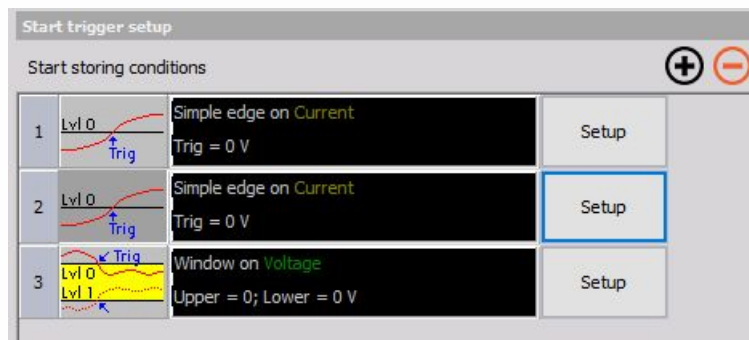 Start trigger setup
Start storing conditions
1
Lvl 0
Trig
Simple edge on Current
Trig = 0 V
Setup
2
Lvl 0
Trig
Simple edge on Current
Trig = 0 V
Setup
3
Trig
Lvl 0
Lvl 1
Window on Voltage
Upper = 0; Lower = 0 V
Setup